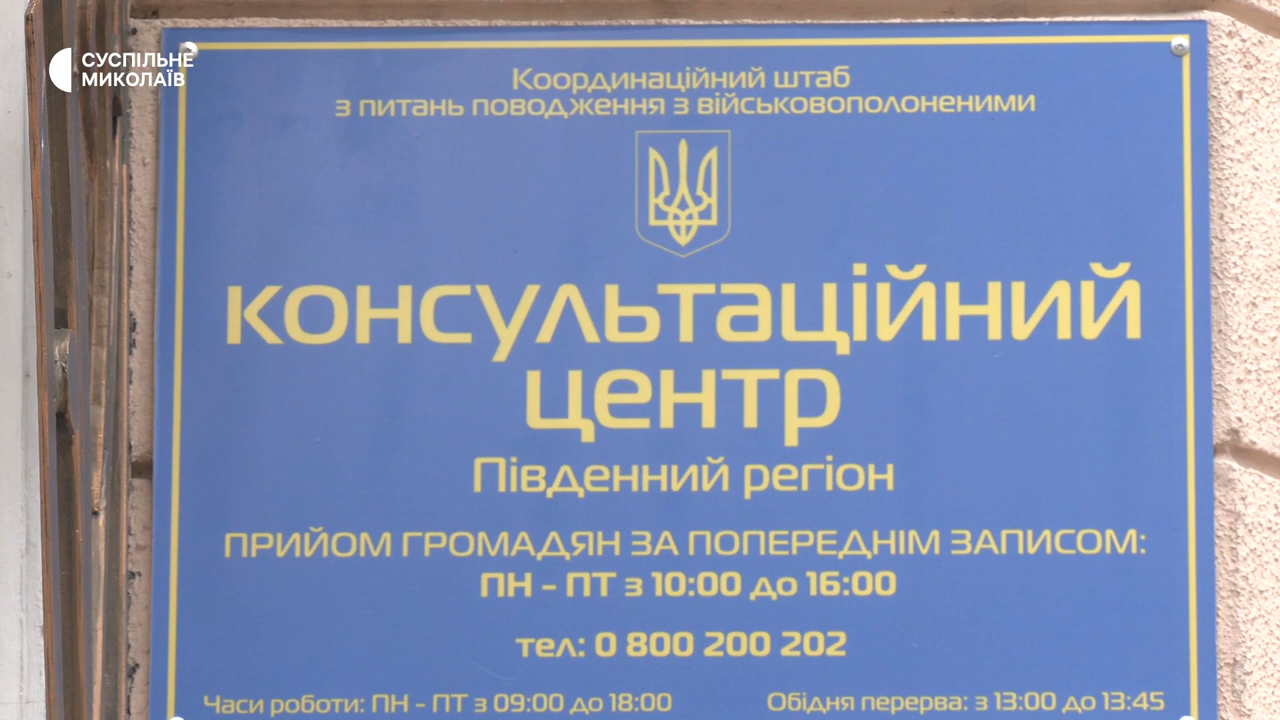 СУСПІЛЬНЕ
МИКОЛАЇВ
Координаційний штаб
з питань поводження з військовополоненими
консультаційний
центр
Південний регіон
ПРИЙОМ ГРОМАДЯН ЗА ПОПЕРЕДНІМ ЗАПИСОМ:
ПН - ПТ з 10:00 до 16:00
тел: 0 800 200 202
Часи роботи: ПН - ПТ з 09:00 до 18:00
Обідня перерва: з 13:00 до 13:45